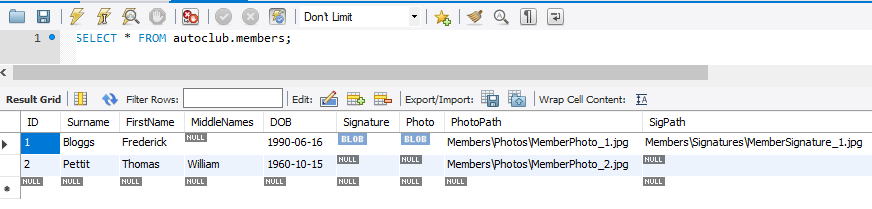 Don't Limit
1 SELECT * FROM autoclub.members;
Result Grid Filter Rows: Edit: Export/Import: Wrap Cell Content: IA
ID Surname FirstName MiddleNames DOB Signature Photo PhotoPath SigPath
1 Bloggs Frederick NULL 1990-06-16 BLOB BLOB Members\Photos\MemberPhoto_1.jpg Members\Signatures\MemberSignature_1.jpg
2 Pettit Thomas William 1960-10-15 NULL NULL Members\Photos\MemberPhoto_2.jpg NULL
NULL NULL NULL NULL NULL NULL NULL NULL NULL